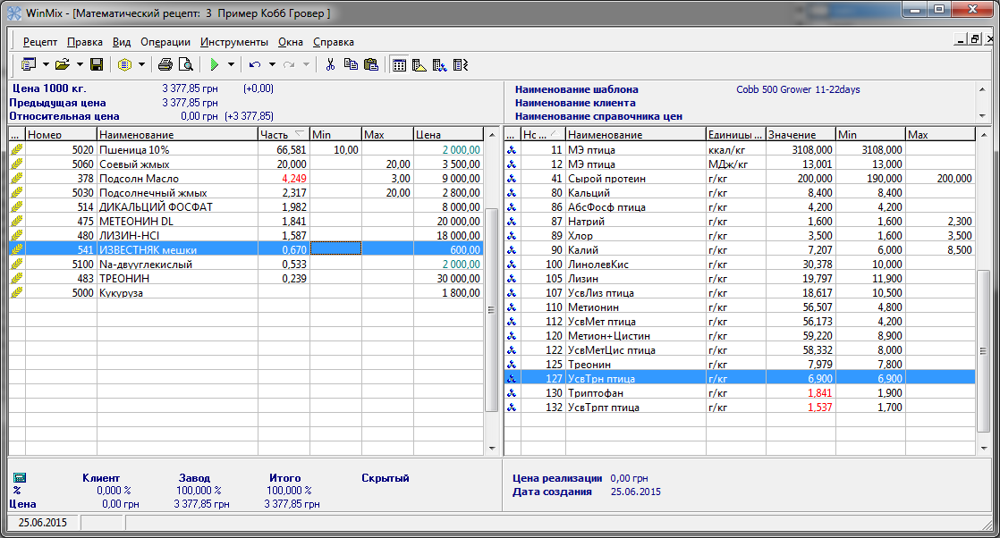 WinMix - [Математический рецепт: 3 Пример Кобб Гровер ]
Рецепт Правка Вид Операции Инструменты Окна Справка
Цена 1000 кг. 3 377,85 грн (+0,00)
Предыдущая цена 3 377,85 грн
Относительная цена 0,00 грн (+3 377,85)
Наименование шаблона Cobb 500 Grower 11-22days
Наименование клиента
Наименование справочника цен
... Номер Наименование Часть Min Max Цена
5020 Пшеница 10% 66,581 10,00 2 000,00
5060 Соевый жмых 20,000 20,00 3 500,00
378 Подсолн Масло 4,249 3,00 9 000,00
5030 Подсолнечный жмых 2,317 20,00 2 800,00
514 ДИКАЛЬЦИЙ ФОСФАТ 1,982 8 000,00
475 МЕТЕОНИН DL 1,841 20 000,00
480 ЛИЗИН-HCl 1,587 18 000,00
541 ИЗВЕСТНЯК мешки 0,670 600,00
5100 Na-двууглекислый 0,533 2 000,00
483 ТРЕОНИН 0,239 30 000,00
5000 Кукуруза 1 800,00
... Нс ... Наименование Единицы ... Значение Min Max
11 МЭ птица ккал/кг 3108,000 3108,000
12 МЭ птица МДж/кг 13,001 13,000
41 Сырой протеин г/кг 200,000 190,000 200,000
80 Кальций г/кг 8,400 8,400
86 АбсФосф птица г/кг 4,200 4,200
87 Натрий г/кг 1,600 1,600 2,300
89 Хлор г/кг 3,500 1,600 3,500
90 Калий г/кг 7,207 6,000 8,500
100 ЛинолевКис г/кг 30,378 10,000
105 Лизин г/кг 19,797 11,900
107 УсвЛиз птица г/кг 18,617 10,500
110 Метионин г/кг 56,507 4,800
112 УсвМет птица г/кг 56,173 4,200
120 Метион+Цистин г/кг 59,220 8,900
122 УсвМетЦис птица г/кг 58,332 8,000
125 Треонин г/кг 7,979 7,800
127 УсвТрн птица г/кг 6,900 6,900
130 Триптофан г/кг 1,841 1,900
132 УсвТрпт птица г/кг 1,537 1,700
Клиент Завод Итого Скрытый
% 0,000 % 100,000 % 100,000 %
Цена 0,00 грн 3 377,85 грн 3 377,85 грн
Цена реализации 0,00 грн
Дата создания 25.06.2015
25.06.2015